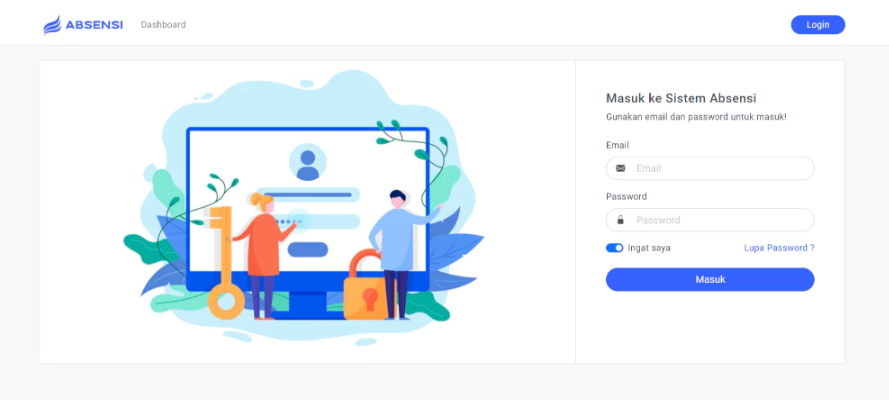 ABSENSI
Dashboard
Login
Masuk ke Sistem Absensi
Gunakan email dan password untuk masuk!
Email
Email
Password
Password
Ingat saya
Lupa Password ?
Masuk